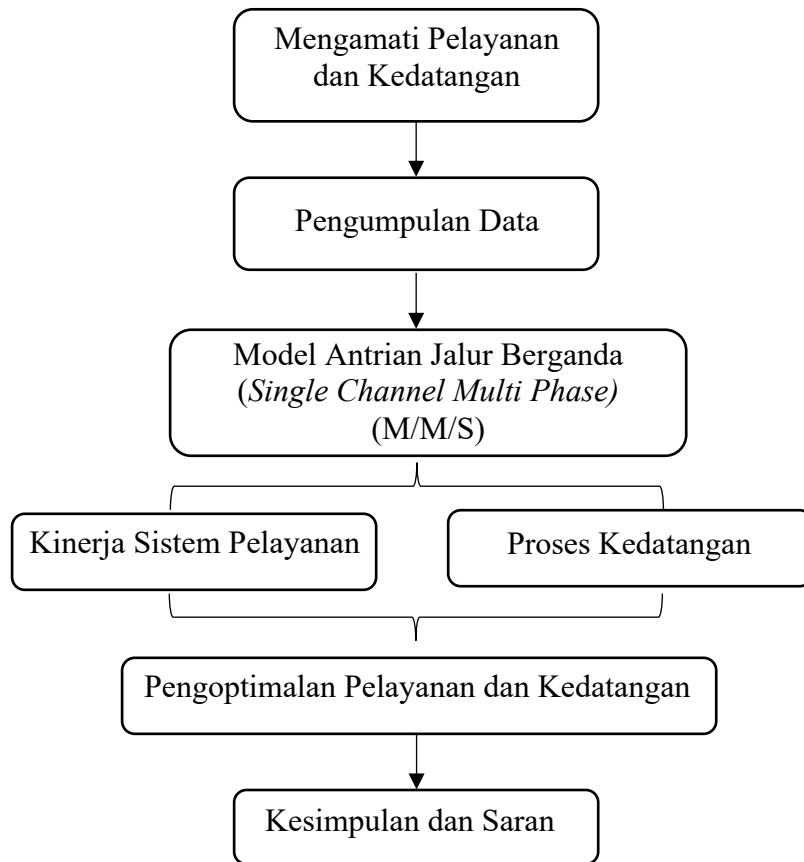 Mengamati Pelayanan
dan Kedatangan
Pengumpulan Data
Model Antrian Jalur Berganda
(Single Channel Multi Phase)
(M/M/S)
Kinerja Sistem Pelayanan
Proses Kedatangan
Pengoptimalan Pelayanan dan Kedatangan
Kesimpulan dan Saran